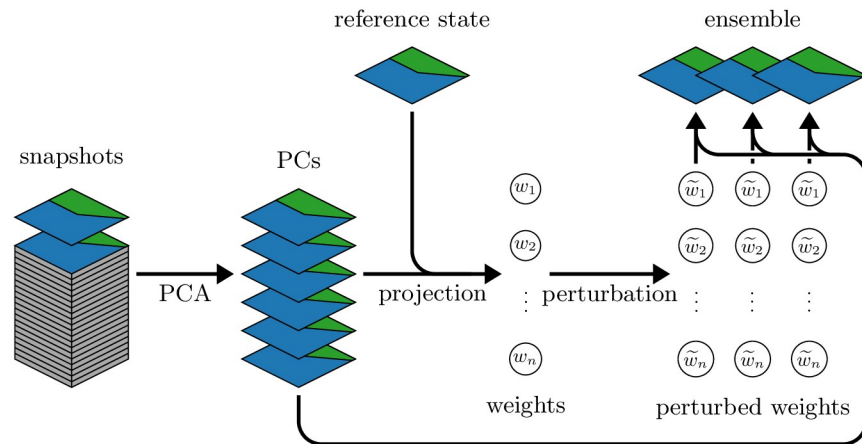 reference state
ensemble
snapshots
PCs
w₁
w̃₁ w̃₁ w̃₁
w₂
w̃₂ w̃₂ w̃₂
PCA
projection
perturbation
⋮
⋮ ⋮ ⋮
wₙ
w̃ₙ w̃ₙ w̃ₙ
weights
perturbed weights